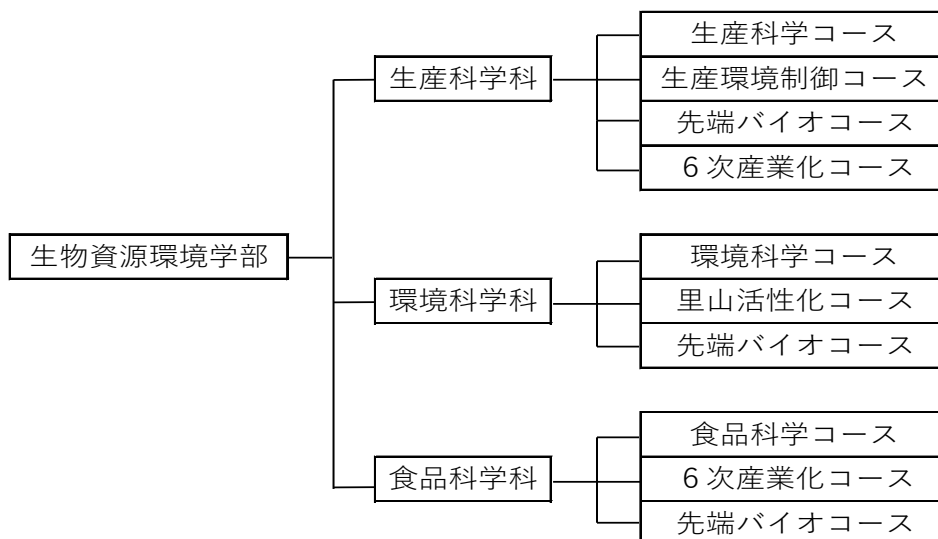 生物資源環境学部
生産科学科
生産科学コース
生産環境制御コース
先端バイオコース
６次産業化コース
環境科学科
環境科学コース
里山活性化コース
先端バイオコース
食品科学科
食品科学コース
６次産業化コース
先端バイオコース